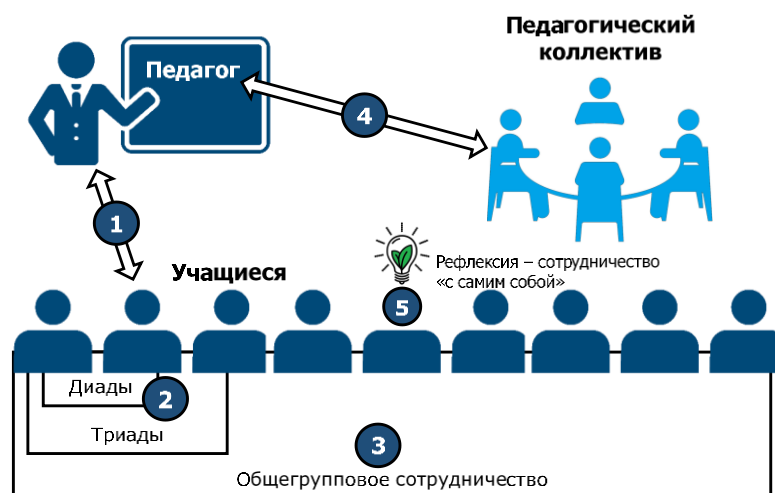 Педагогический
коллектив
Педагог
4
1
Учащиеся
Рефлексия – сотрудничество
«с самим собой»
5
Диады
2
Триады
3
Общегрупповое сотрудничество